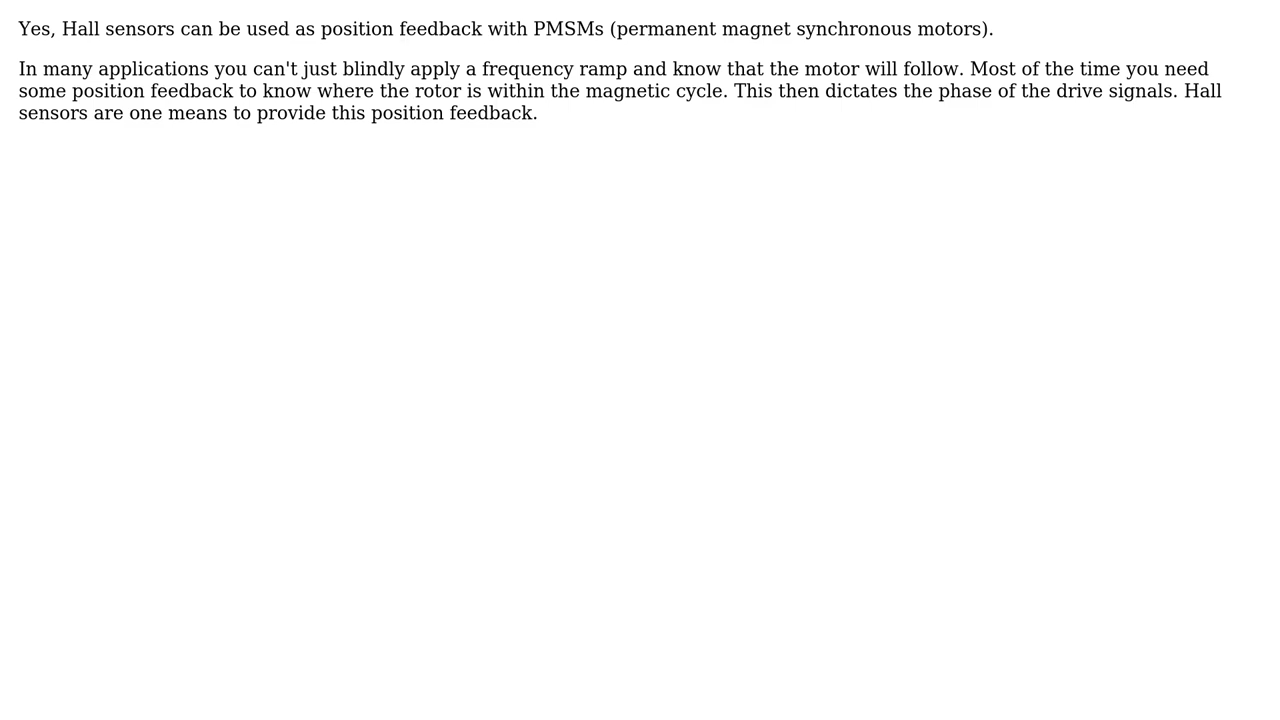 Yes, Hall sensors can be used as position feedback with PMSMs (permanent magnet synchronous motors).
In many applications you can't just blindly apply a frequency ramp and know that the motor will follow. Most of the time you need
some position feedback to know where the rotor is within the magnetic cycle. This then dictates the phase of the drive signals. Hall
sensors are one means to provide this position feedback.